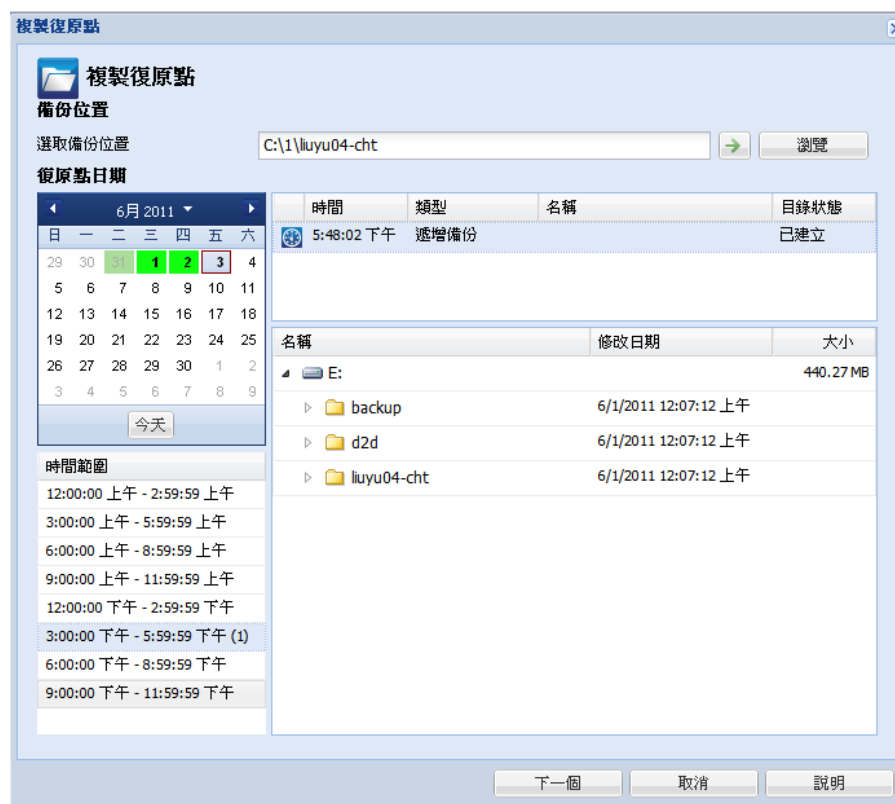 複製復原點
複製復原點
備份位置
選取備份位置 C:\1\liuyu04-cht 瀏覽
復原點日期
6月 2011
日 一 二 三 四 五 六
29 30 31 1 2 3 4
5 6 7 8 9 10 11
12 13 14 15 16 17 18
19 20 21 22 23 24 25
26 27 28 29 30 1 2
3 4 5 6 7 8 9
今天
時間範圍
12:00:00 上午 - 2:59:59 上午
3:00:00 上午 - 5:59:59 上午
6:00:00 上午 - 8:59:59 上午
9:00:00 上午 - 11:59:59 上午
12:00:00 下午 - 2:59:59 下午
3:00:00 下午 - 5:59:59 下午 (1)
6:00:00 下午 - 8:59:59 下午
9:00:00 下午 - 11:59:59 下午
時間 類型 名稱 目錄狀態
5:48:02 下午 遞增備份 已建立
名稱 修改日期 大小
E: 440.27 MB
backup 6/1/2011 12:07:12 上午
d2d 6/1/2011 12:07:12 上午
liuyu04-cht 6/1/2011 12:07:12 上午
下一個 取消 說明